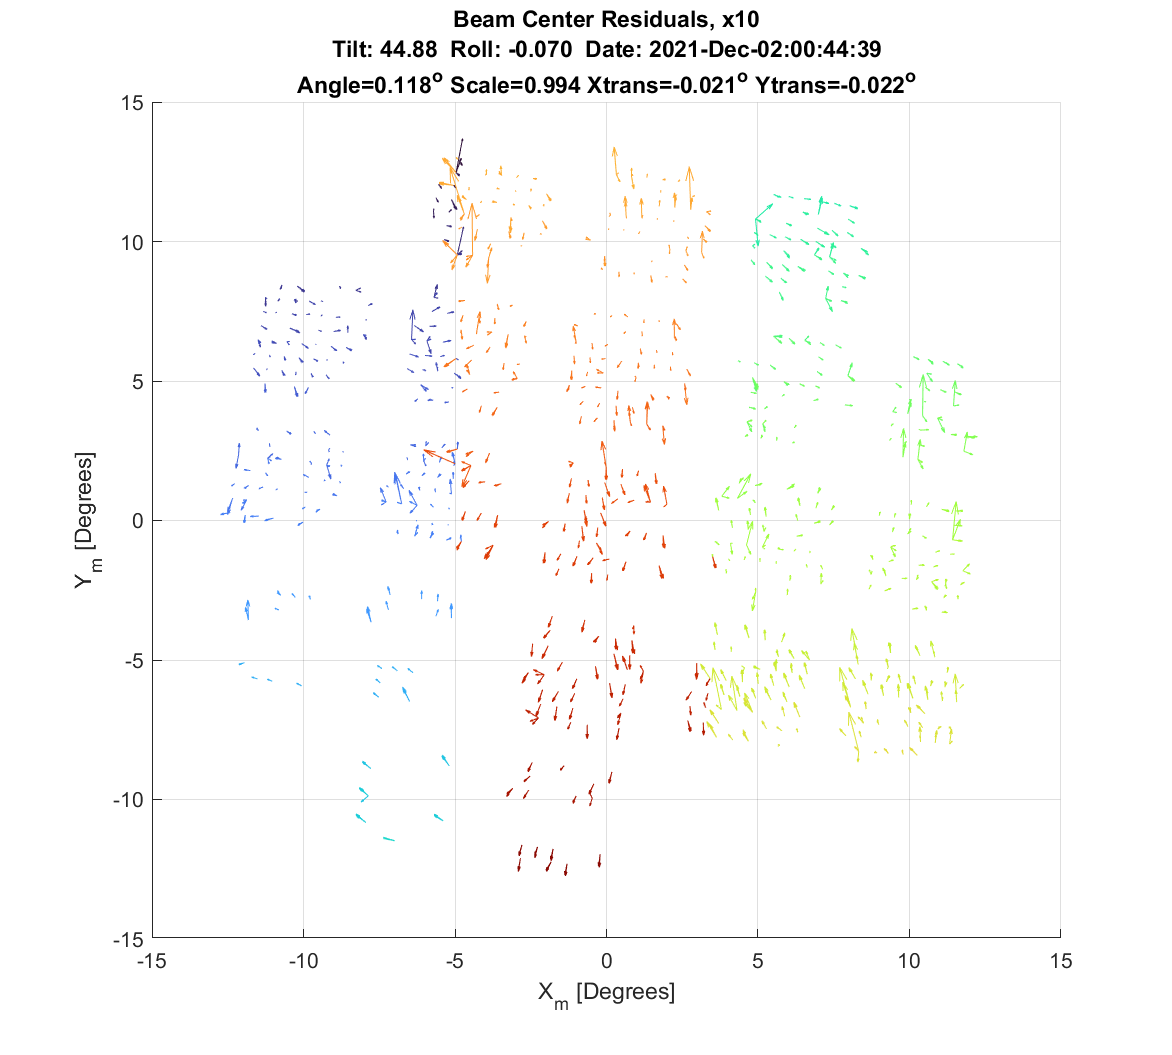 Beam Center Residuals, x10
Tilt: 44.88 Roll: -0.070 Date: 2021-Dec-02:00:44:39
Angle=0.118° Scale=0.994 Xtrans=-0.021° Ytrans=-0.022°
15
10
5
0
-5
-10
-15
Y_m [Degrees]
-15 -10 -5 0 5 10 15
X_m [Degrees]